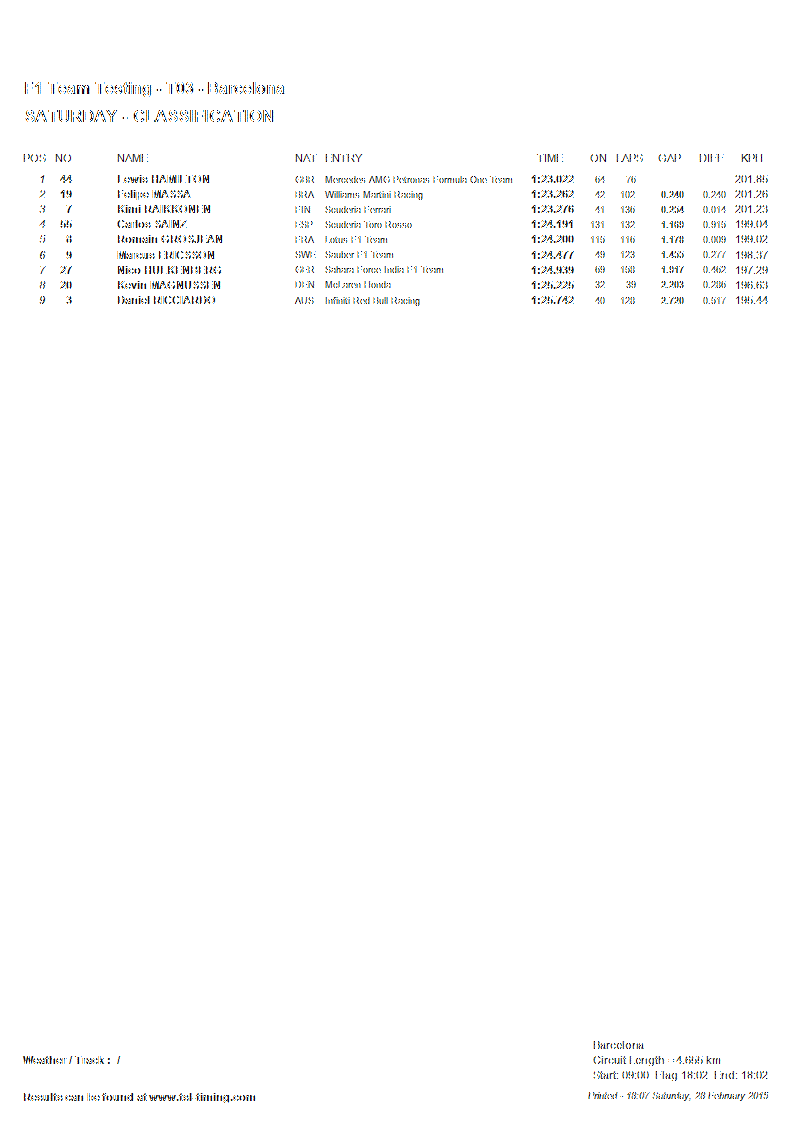 F1 Team Testing - T03 - Barcelona
SATURDAY - CLASSIFICATION
POS NO NAME NAT ENTRY TIME ON LAPS GAP DIFF KPH
1 44 Lewis HAMILTON GBR Mercedes AMG Petronas Formula One Team 1:23.022 64 76 201.85
2 19 Felipe MASSA BRA Williams Martini Racing 1:23.262 42 102 0.240 0.240 201.26
3 7 Kimi RAIKKONEN FIN Scuderia Ferrari 1:23.276 41 136 0.254 0.014 201.23
4 55 Carlos SAINZ ESP Scuderia Toro Rosso 1:24.191 131 132 1.169 0.915 199.04
5 8 Romain GROSJEAN FRA Lotus F1 Team 1:24.200 115 116 1.178 0.009 199.02
6 9 Marcus ERICSSON SWE Sauber F1 Team 1:24.477 49 123 1.455 0.277 198.37
7 27 Nico HULKENBERG GER Sahara Force India F1 Team 1:24.939 69 158 1.917 0.462 197.29
8 20 Kevin MAGNUSSEN DEN McLaren Honda 1:25.225 32 39 2.203 0.286 196.63
9 3 Daniel RICCIARDO AUS Infiniti Red Bull Racing 1:25.742 40 129 2.720 0.517 195.44
Barcelona
Weather / Track : /
Circuit Length = 4.655 km
Start: 09:00 Flag 18:02 End: 18:02
Results can be found at www.tsl-timing.com
Printed - 18:07 Saturday, 28 February 2015